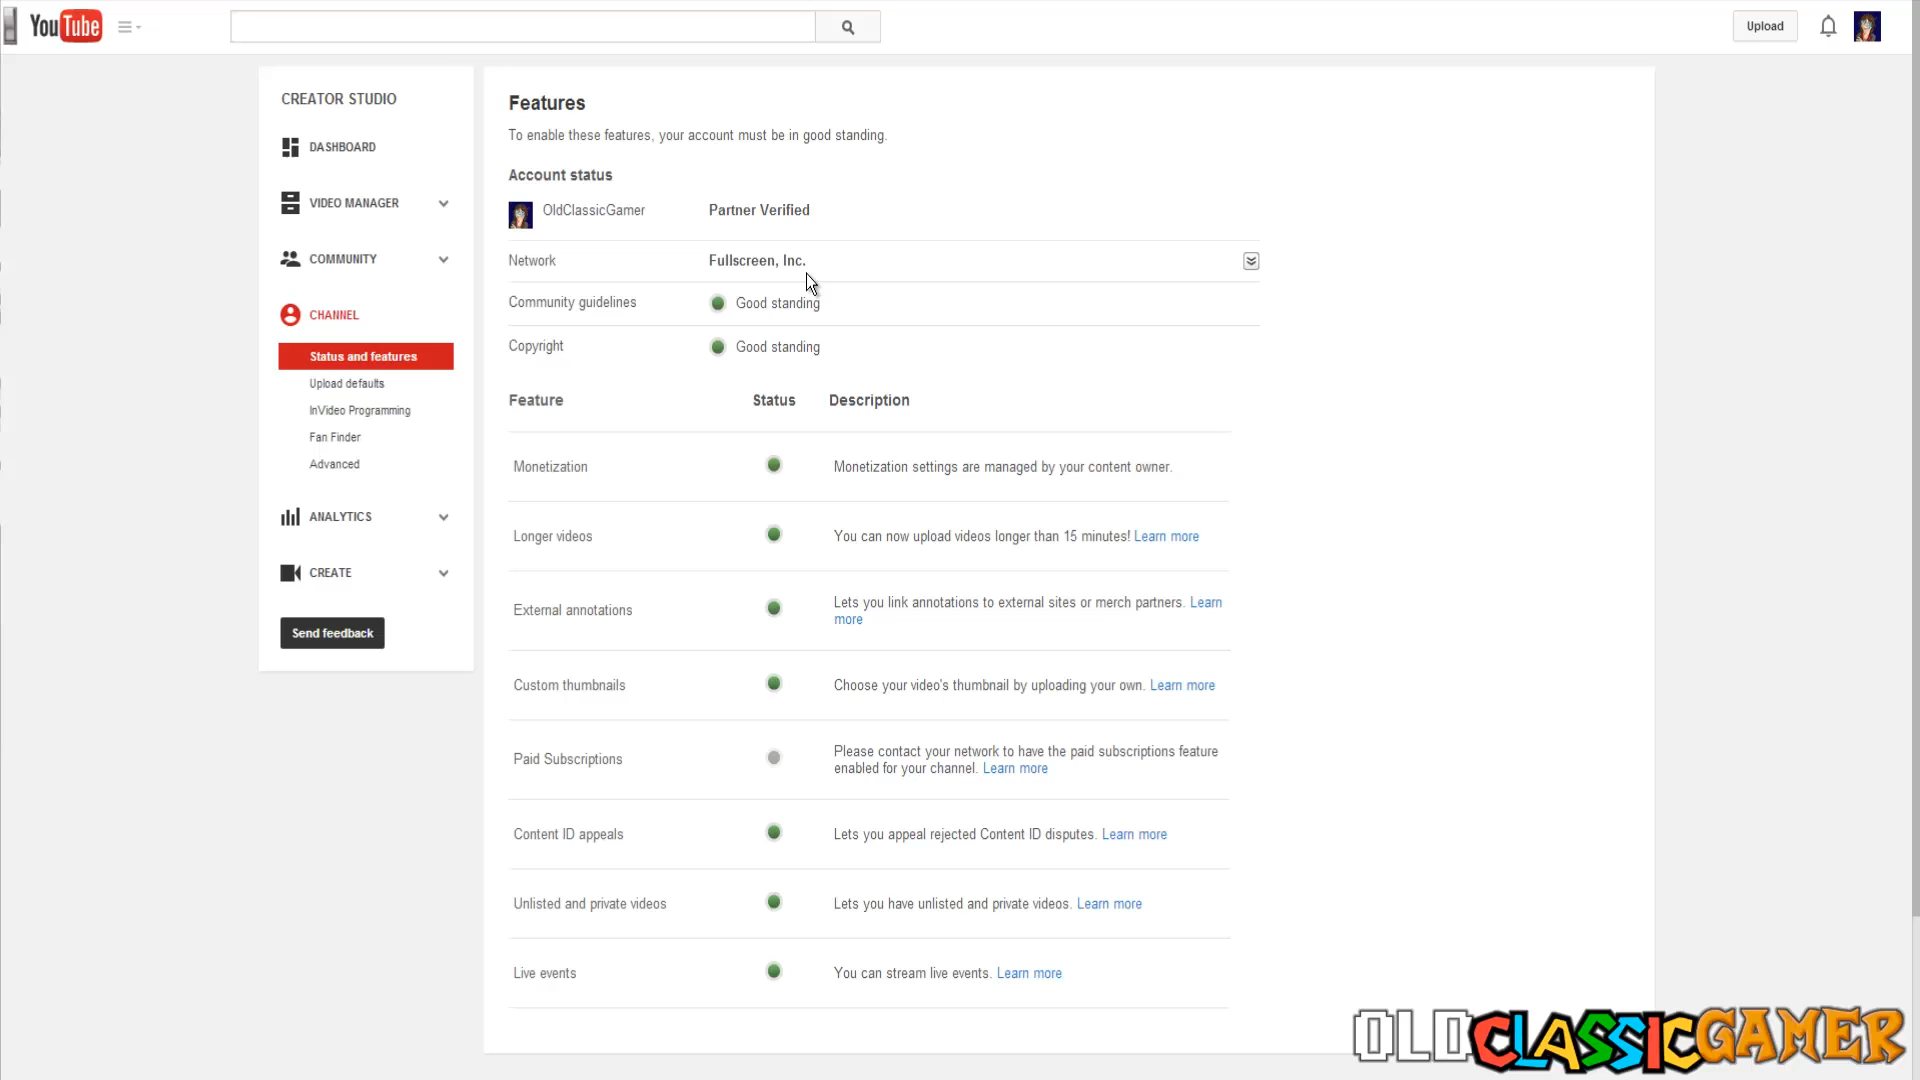 YouTube
Upload
CREATOR STUDIO
DASHBOARD
VIDEO MANAGER
COMMUNITY
CHANNEL
Status and features
Upload defaults
InVideo Programming
Fan Finder
Advanced
ANALYTICS
CREATE
Send feedback
Features
To enable these features, your account must be in good standing.
Account status
OldClassicGamer Partner Verified
Network Fullscreen, Inc.
Community guidelines Good standing
Copyright Good standing
Feature Status Description
Monetization Monetization settings are managed by your content owner.
Longer videos You can now upload videos longer than 15 minutes! Learn more
External annotations Lets you link annotations to external sites or merch partners. Learn
more
Custom thumbnails Choose your video's thumbnail by uploading your own. Learn more
Paid Subscriptions Please contact your network to have the paid subscriptions feature
enabled for your channel. Learn more
Content ID appeals Lets you appeal rejected Content ID disputes. Learn more
Unlisted and private videos Lets you have unlisted and private videos. Learn more
Live events You can stream live events. Learn more
OLDCLASSICGAMER